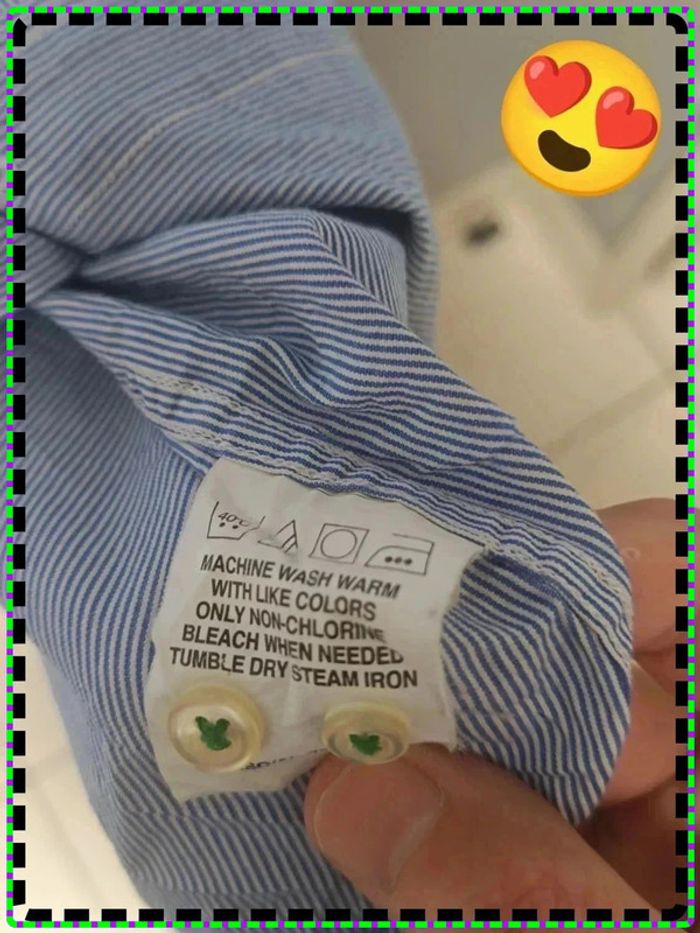 40°C
MACHINE WASH WARM
WITH LIKE COLORS
ONLY NON-CHLORINE
BLEACH WHEN NEEDED
TUMBLE DRY STEAM IRON